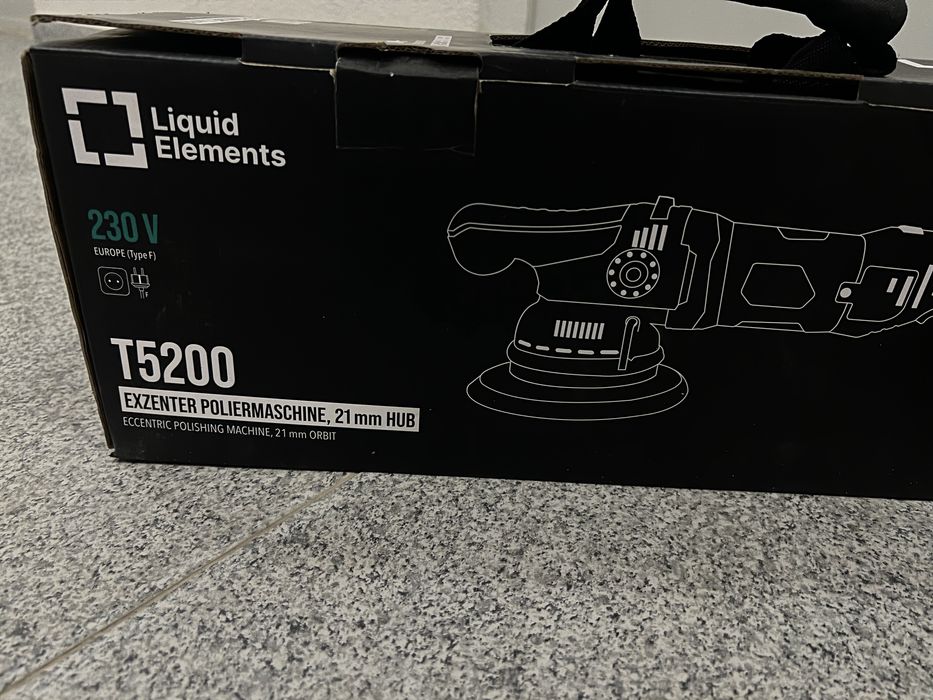 Liquid
Elements
230 V
EUROPE (Type F)
F
T5200
EXZENTER POLIERMASCHINE, 21 mm HUB
ECCENTRIC POLISHING MACHINE, 21 mm ORBIT